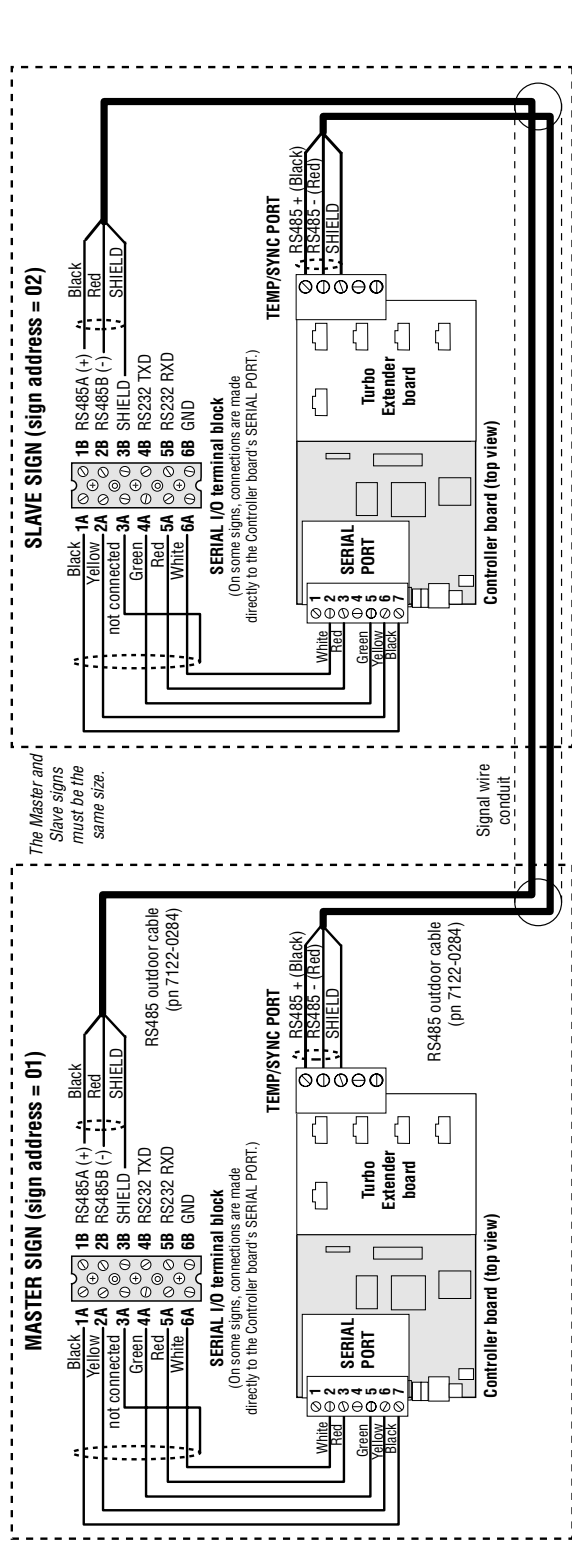 MASTER SIGN (sign address = 01)
Black
Yellow
not connected
Green
Red
White
1A
2A
3A
4A
5A
6A
1B RS485A (+)
2B RS485B (-)
3B SHIELD
4B RS232 TXD
5B RS232 RXD
6B GND
Black
Red
SHIELD
SERIAL I/O terminal block
(On some signs, connections are made
directly to the Controller board's SERIAL PORT.)
RS485 outdoor cable
(pn 7122-0284)
TEMP/SYNC PORT
RS485 + (Black)
RS485 - (Red)
SHIELD
White
Red
Green
Yellow
Black
1
2
3
4
5
6
7
SERIAL
PORT
Turbo
Extender
board
Controller board (top view)
RS485 outdoor cable
(pn 7122-0284)
The Master and
Slave signs
must be the
same size.
Signal wire
conduit
SLAVE SIGN (sign address = 02)
Black
Yellow
not connected
Green
Red
White
1A
2A
3A
4A
5A
6A
1B RS485A (+)
2B RS485B (-)
3B SHIELD
4B RS232 TXD
5B RS232 RXD
6B GND
Black
Red
SHIELD
SERIAL I/O terminal block
(On some signs, connections are made
directly to the Controller board's SERIAL PORT.)
TEMP/SYNC PORT
RS485 + (Black)
RS485 - (Red)
SHIELD
White
Red
Green
Yellow
Black
1
2
3
4
5
6
7
SERIAL
PORT
Turbo
Extender
board
Controller board (top view)